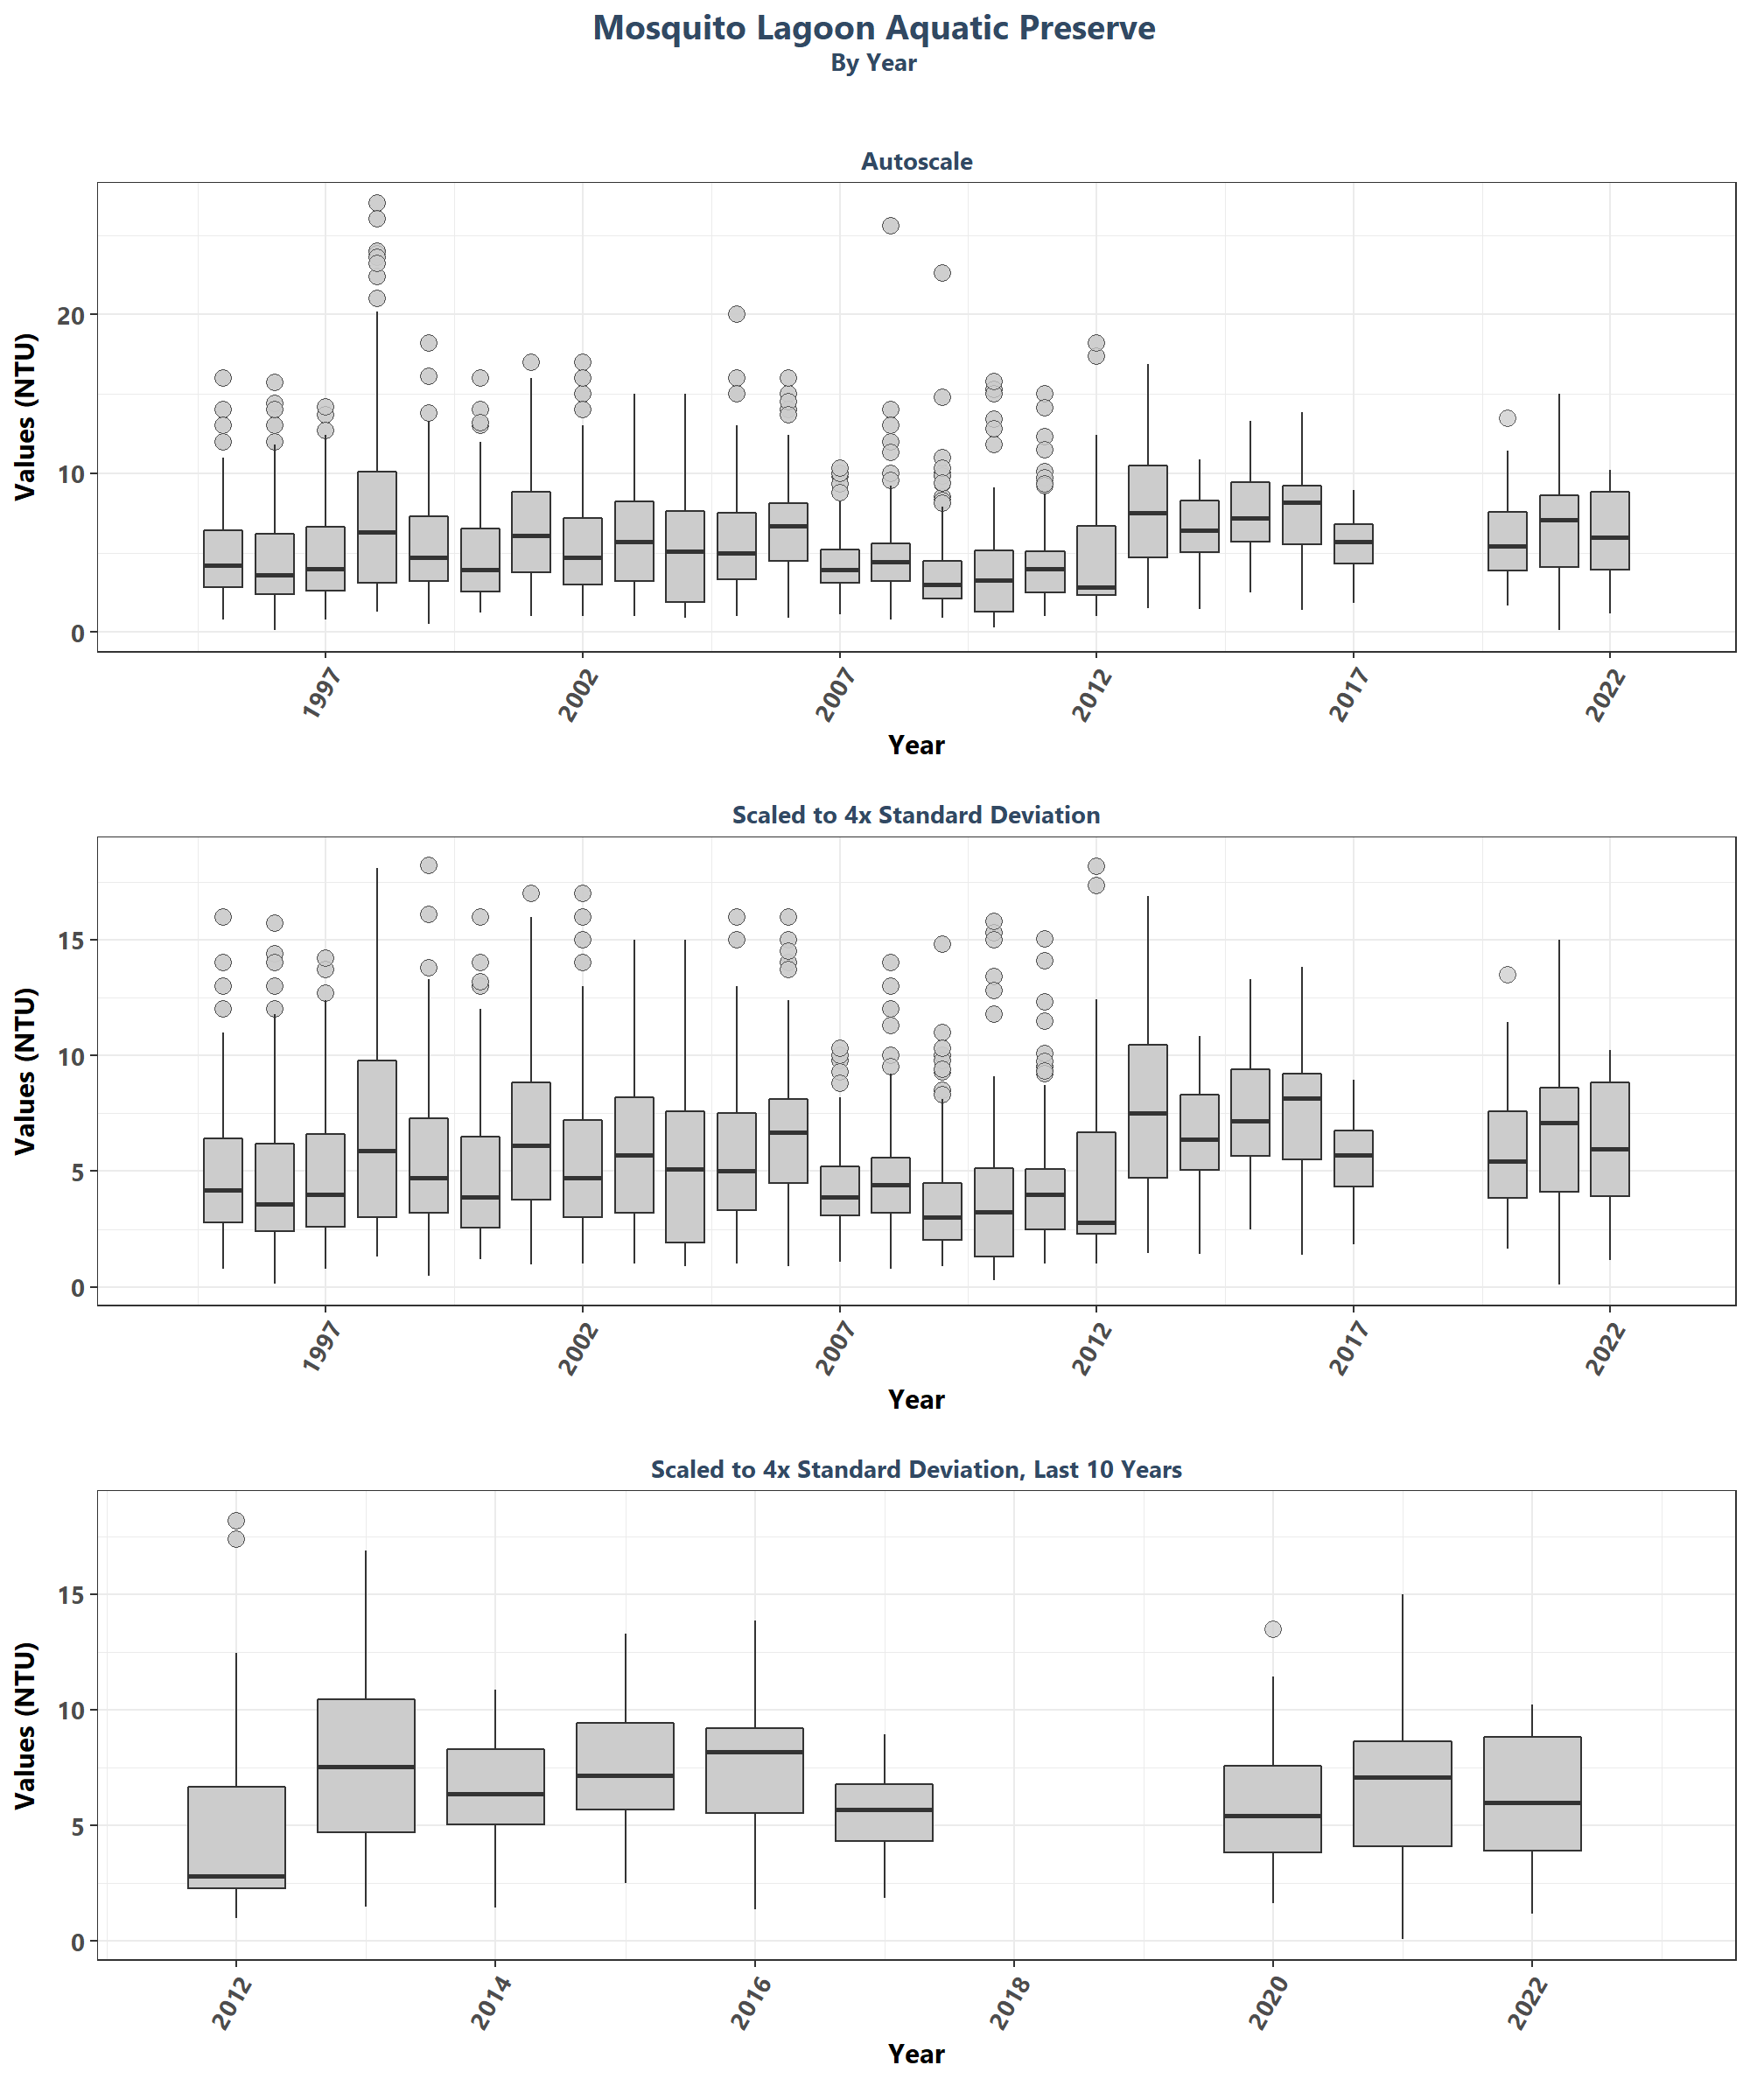 Mosquito Lagoon Aquatic Preserve
By Year
Autoscale
Values (NTU)
20
10
0
1997
2002
2007
2012
2017
2022
Year
Scaled to 4x Standard Deviation
Values (NTU)
15
10
5
0
1997
2002
2007
2012
2017
2022
Year
Scaled to 4x Standard Deviation, Last 10 Years
Values (NTU)
15
10
5
0
2012
2014
2016
2018
2020
2022
Year